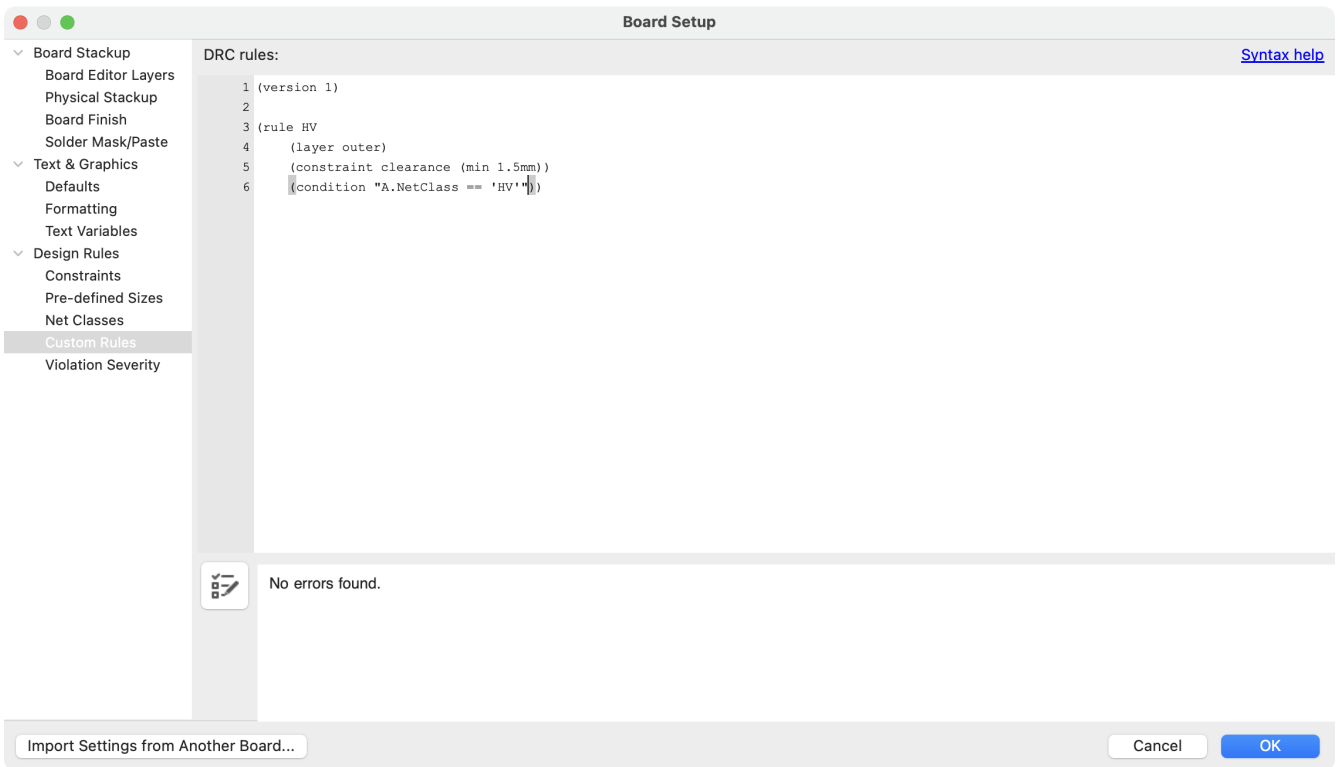 Board Setup
Board Stackup
Board Editor Layers
Physical Stackup
Board Finish
Solder Mask/Paste
Text & Graphics
Defaults
Formatting
Text Variables
Design Rules
Constraints
Pre-defined Sizes
Net Classes
Custom Rules
Violation Severity
DRC rules:
Syntax help
1 (version 1)
2
3 (rule HV
4 (layer outer)
5 (constraint clearance (min 1.5mm))
6 (condition "A.NetClass == 'HV'"))
No errors found.
Import Settings from Another Board...
Cancel
OK